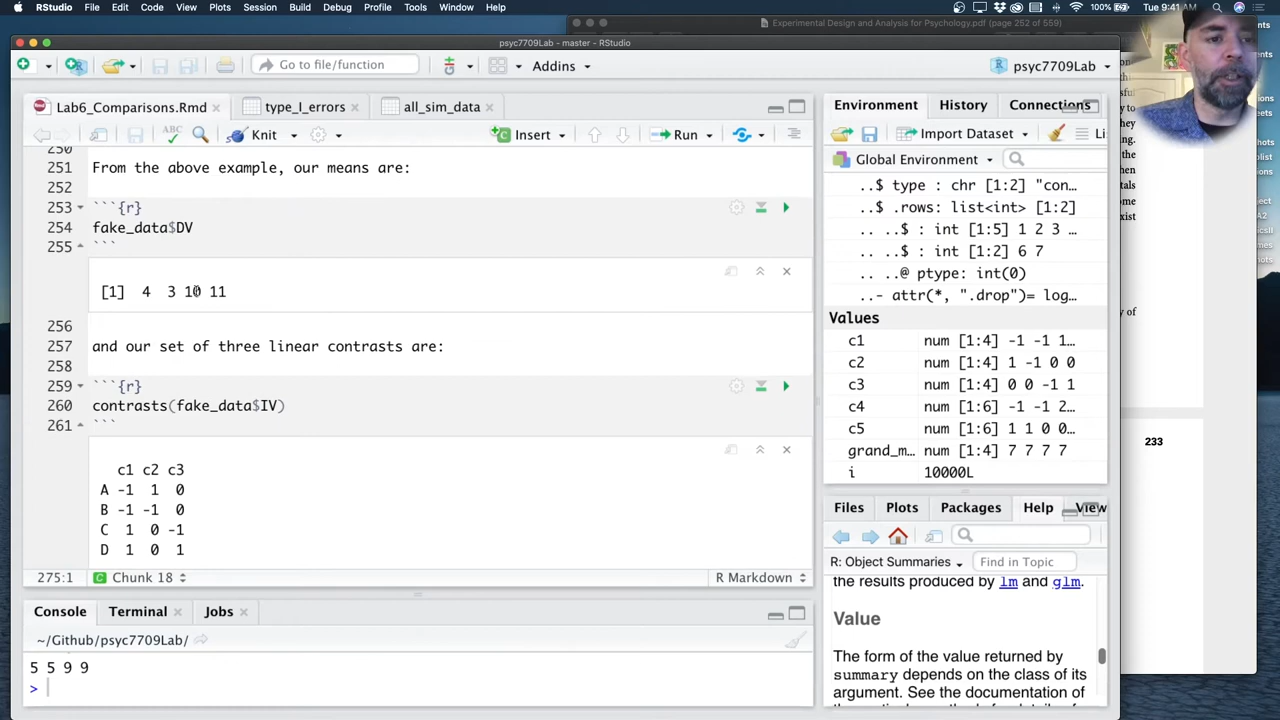 RStudio File Edit Code View Plots Session Build Debug Profile Tools Window Help
100% Tue 9:41 AM
Experimental Design and Analysis for Psychology.pdf (page 252 of 559)
psyc7709Lab - master - RStudio
Go to file/function
Addins
psyc7709Lab
Lab6_Comparisons.Rmd
type_I_errors
all_sim_data
ABC
Knit
Insert
Run
250
251 From the above example, our means are:
252
253 ```{r}
254 fake_data$DV
255 ```
[1] 4 3 10 11
256
257 and our set of three linear contrasts are:
258
259 ```{r}
260 contrasts(fake_data$IV)
261 ```
c1 c2 c3
A -1 1 0
B -1 -1 0
C 1 0 -1
D 1 0 1
275:1 Chunk 18 R Markdown
Console Terminal Jobs
~/Github/psyc7709Lab/
5 5 9 9
>
Environment History Connections
Import Dataset
Global Environment
..$ type : chr [1:2] "con…
..$ .rows: list<int> [1:2]
.. ..$ : int [1:5] 1 2 3 …
.. ..$ : int [1:2] 6 7
.. ..@ ptype: int(0)
..- attr(*, ".drop")= log…
Values
c1 num [1:4] -1 -1 1…
c2 num [1:4] 1 -1 0 0
c3 num [1:4] 0 0 -1 1
c4 num [1:6] -1 -1 2…
c5 num [1:6] 1 1 0 0…
grand_m… num [1:4] 7 7 7 7
i 10000L
Files Plots Packages Help
R: Object Summaries
Find in Topic
the results produced by lm and glm.
Value
The form of the value returned by
summary depends on the class of its
argument. See the documentation of
233